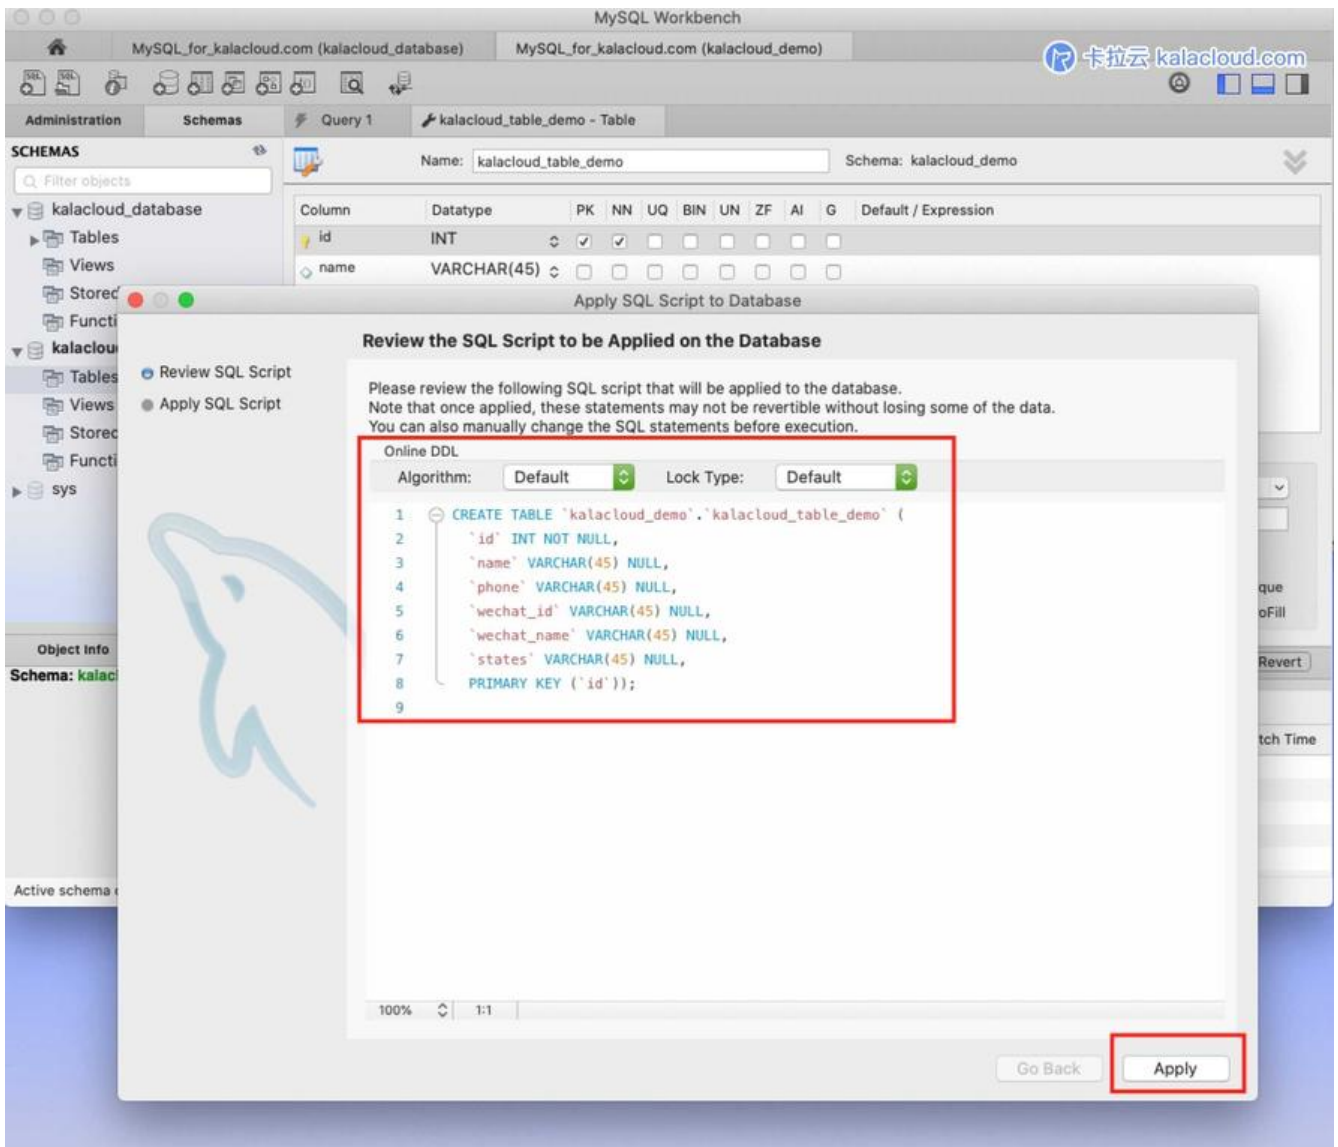 MySQL Workbench
MySQL_for_kalacloud.com (kalacloud_database)
MySQL_for_kalacloud.com (kalacloud_demo)
卡拉云 kalacloud.com
Administration
Schemas
Query 1
kalacloud_table_demo - Table
SCHEMAS
Filter objects
Name: kalacloud_table_demo
Schema: kalacloud_demo
kalacloud_database
Tables
Views
Stored
Functi
kalaclou
Tables
Views
Stored
Functi
sys
Column Datatype PK NN UQ BIN UN ZF AI G Default / Expression
id INT
name VARCHAR(45)
Apply SQL Script to Database
Review SQL Script
Apply SQL Script
Review the SQL Script to be Applied on the Database
Please review the following SQL script that will be applied to the database.
Note that once applied, these statements may not be revertible without losing some of the data.
You can also manually change the SQL statements before execution.
Online DDL
Algorithm: Default Lock Type: Default
1 CREATE TABLE `kalacloud_demo`.`kalacloud_table_demo` (
2 `id` INT NOT NULL,
3 `name` VARCHAR(45) NULL,
4 `phone` VARCHAR(45) NULL,
5 `wechat_id` VARCHAR(45) NULL,
6 `wechat_name` VARCHAR(45) NULL,
7 `states` VARCHAR(45) NULL,
8 PRIMARY KEY (`id`));
9
100% 1:1
Go Back
Apply
que
oFill
Revert
tch Time
Object Info
Schema: kalacl
Active schema